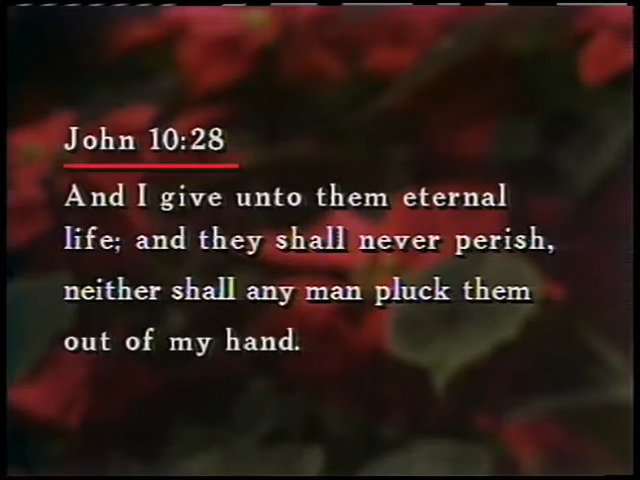 John 10:28
And I give unto them eternal
life; and they shall never perish,
neither shall any man pluck them
out of my hand.